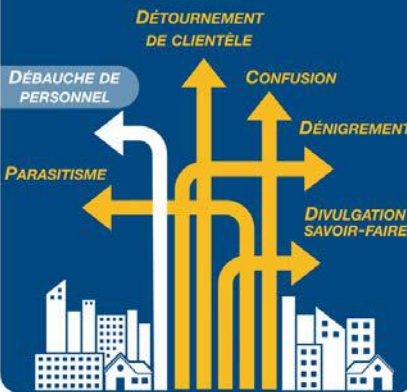 DÉTOURNEMENT
DE CLIENTÈLE
CONFUSION
DÉBAUCHE DE
PERSONNEL
DÉNIGREMENT
PARASITISME
DIVULGATION
SAVOIR-FAIRE